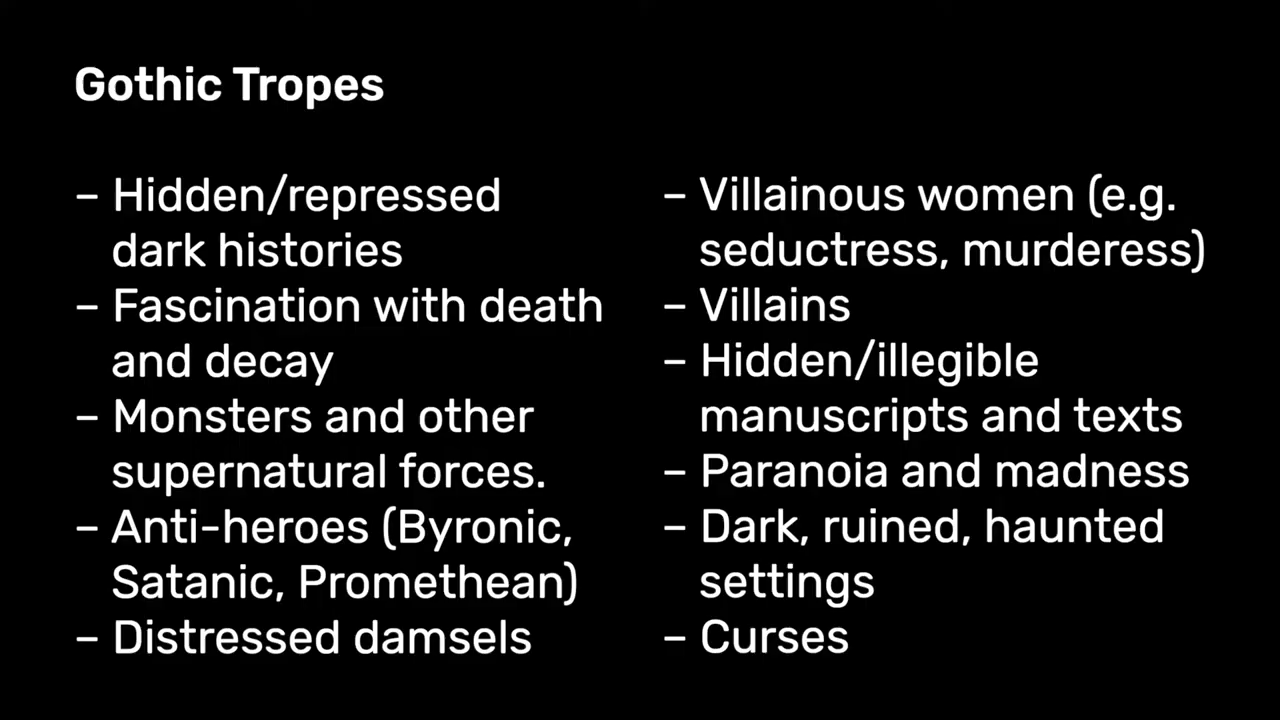 Gothic Tropes
– Hidden/repressed
dark histories
– Fascination with death
and decay
– Monsters and other
supernatural forces.
– Anti-heroes (Byronic,
Satanic, Promethean)
– Distressed damsels
– Villainous women (e.g.
seductress, murderess)
– Villains
– Hidden/illegible
manuscripts and texts
– Paranoia and madness
– Dark, ruined, haunted
settings
– Curses